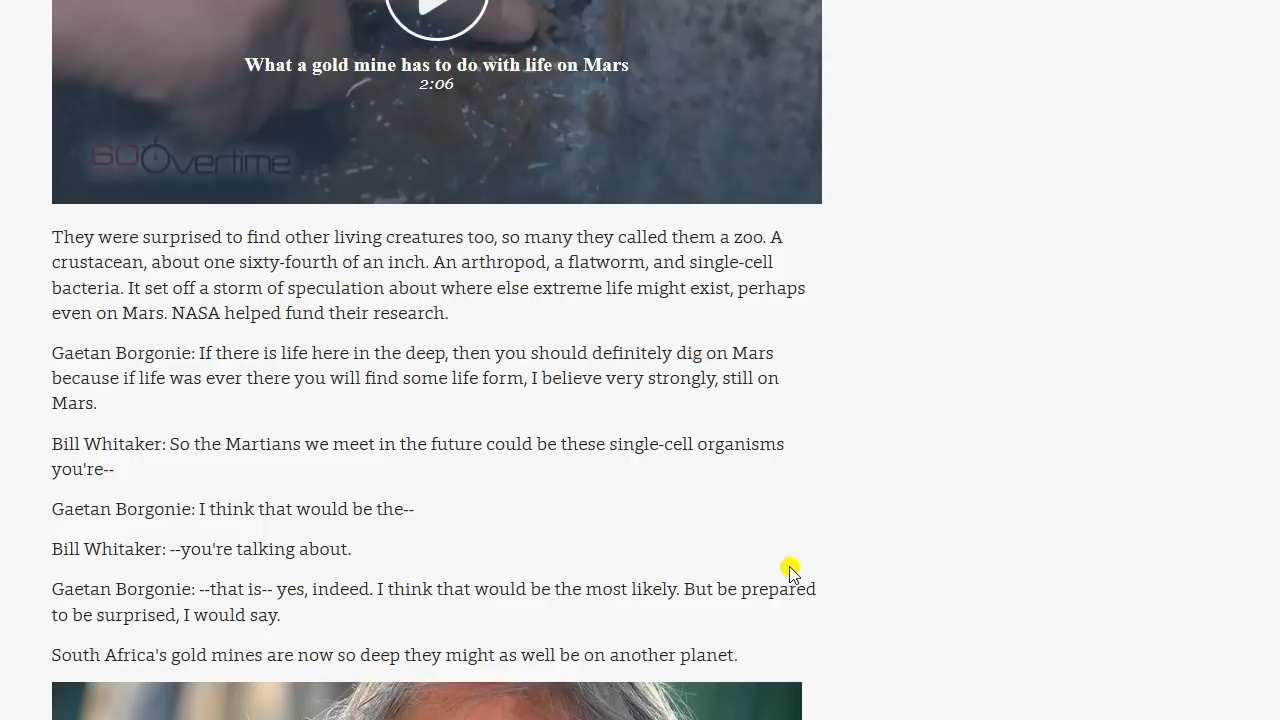 What a gold mine has to do with life on Mars
2:06
60 Overtime
They were surprised to find other living creatures too, so many they called them a zoo. A
crustacean, about one sixty-fourth of an inch. An arthropod, a flatworm, and single-cell
bacteria. It set off a storm of speculation about where else extreme life might exist, perhaps
even on Mars. NASA helped fund their research.
Gaetan Borgonie: If there is life here in the deep, then you should definitely dig on Mars
because if life was ever there you will find some life form, I believe very strongly, still on
Mars.
Bill Whitaker: So the Martians we meet in the future could be these single-cell organisms
you're--
Gaetan Borgonie: I think that would be the--
Bill Whitaker: --you're talking about.
Gaetan Borgonie: --that is-- yes, indeed. I think that would be the most likely. But be prepared
to be surprised, I would say.
South Africa's gold mines are now so deep they might as well be on another planet.